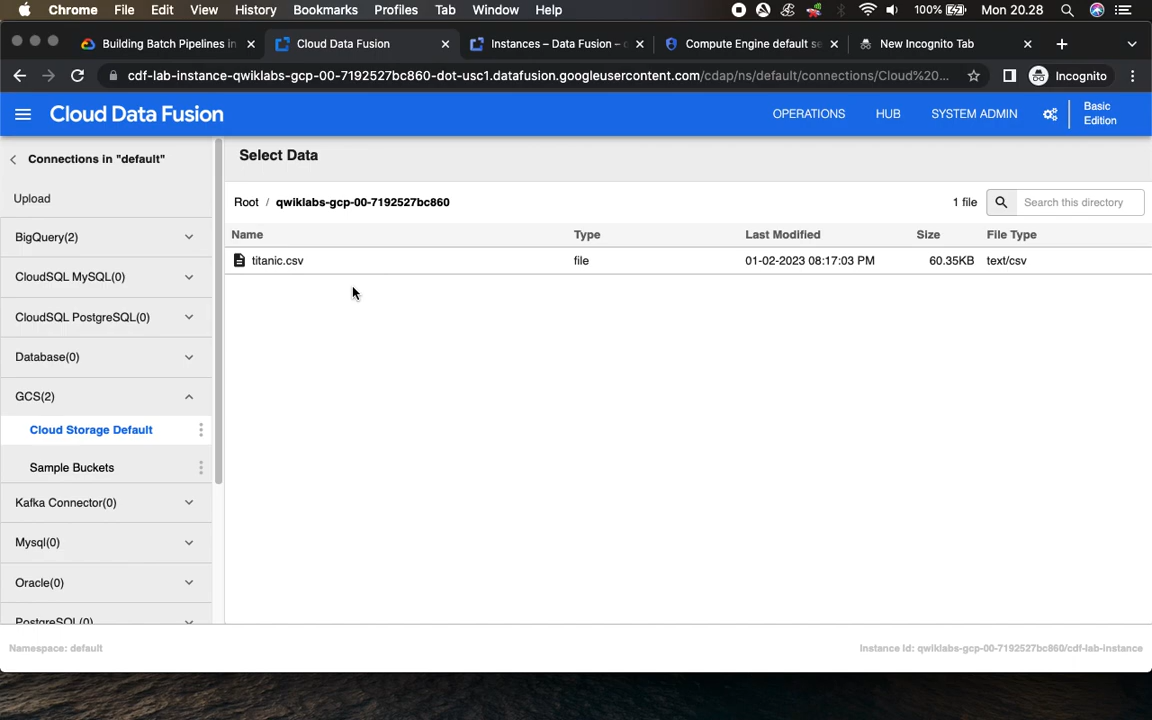 Chrome File Edit View History Bookmarks Profiles Tab Window Help 100% Mon 20.28
Building Batch Pipelines in
Cloud Data Fusion
Instances – Data Fusion –
Compute Engine default se
New Incognito Tab
cdf-lab-instance-qwiklabs-gcp-00-7192527bc860-dot-usc1.datafusion.googleusercontent.com/cdap/ns/default/connections/Cloud%20... Incognito
Cloud Data Fusion
OPERATIONS HUB SYSTEM ADMIN
Basic
Edition
Connections in "default"
Upload
BigQuery(2)
CloudSQL MySQL(0)
CloudSQL PostgreSQL(0)
Database(0)
GCS(2)
Cloud Storage Default
Sample Buckets
Kafka Connector(0)
Mysql(0)
Oracle(0)
PostgreSQL(0)
Select Data
Root / qwiklabs-gcp-00-7192527bc860 1 file Search this directory
Name Type Last Modified Size File Type
titanic.csv file 01-02-2023 08:17:03 PM 60.35KB text/csv
Namespace: default
Instance Id: qwiklabs-gcp-00-7192527bc860/cdf-lab-instance